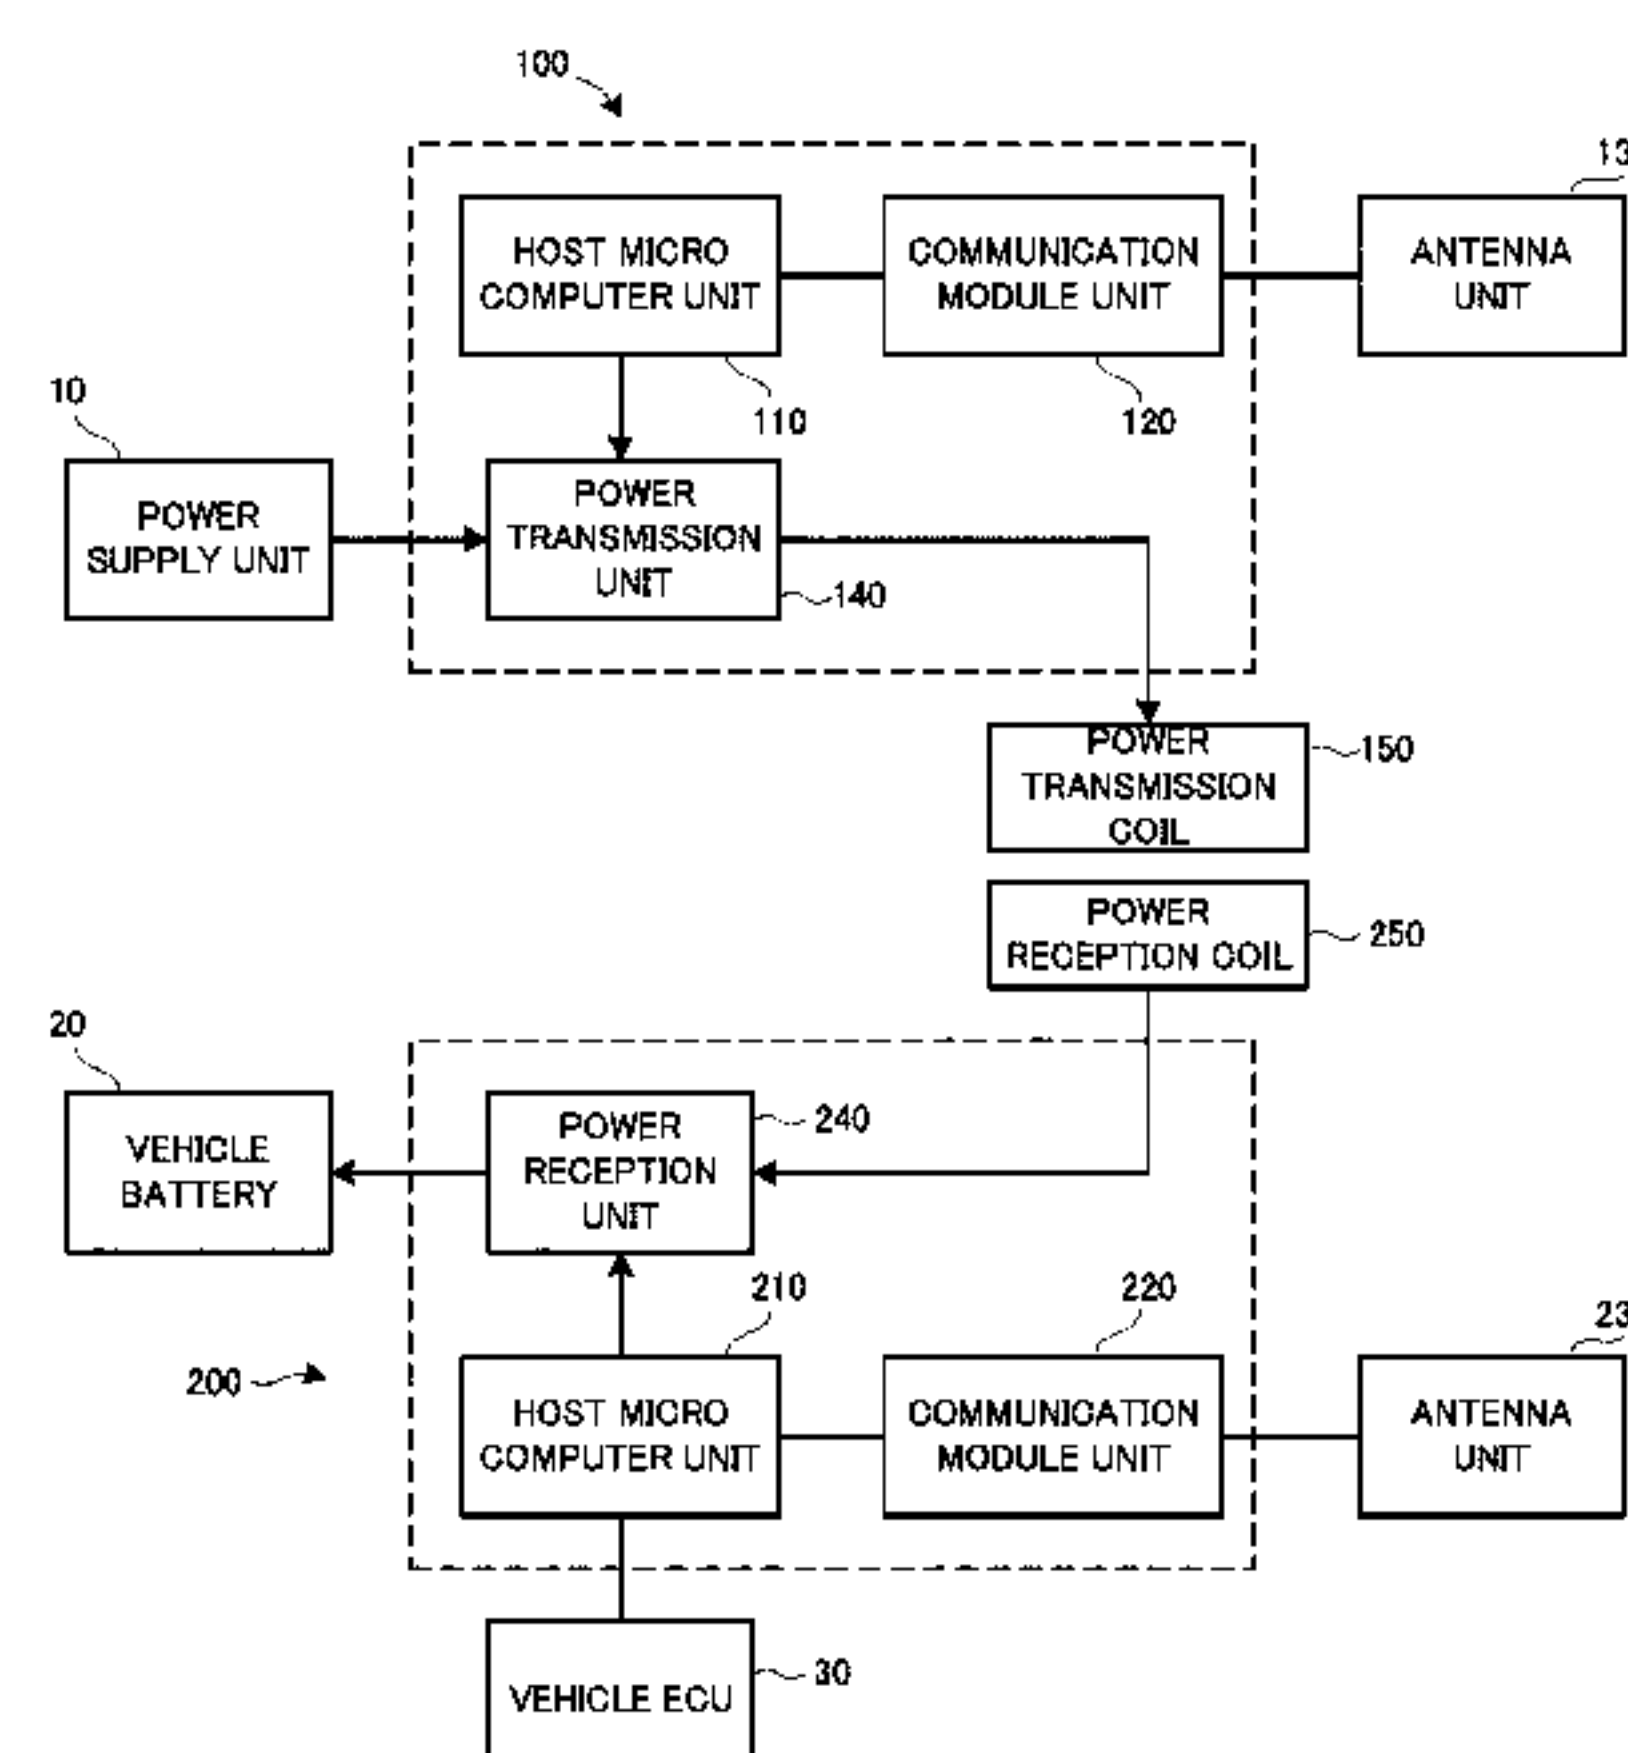 100
13
HOST MICRO
COMPUTER UNIT
COMMUNICATION
MODULE UNIT
ANTENNA
UNIT
10
110
120
POWER
SUPPLY UNIT
POWER
TRANSMISSION
UNIT
140
POWER
TRANSMISSION
COIL
150
POWER
RECEPTION COIL
250
20
VEHICLE
BATTERY
POWER
RECEPTION
UNIT
240
210
220
23
200
HOST MICRO
COMPUTER UNIT
COMMUNICATION
MODULE UNIT
ANTENNA
UNIT
VEHICLE ECU
30